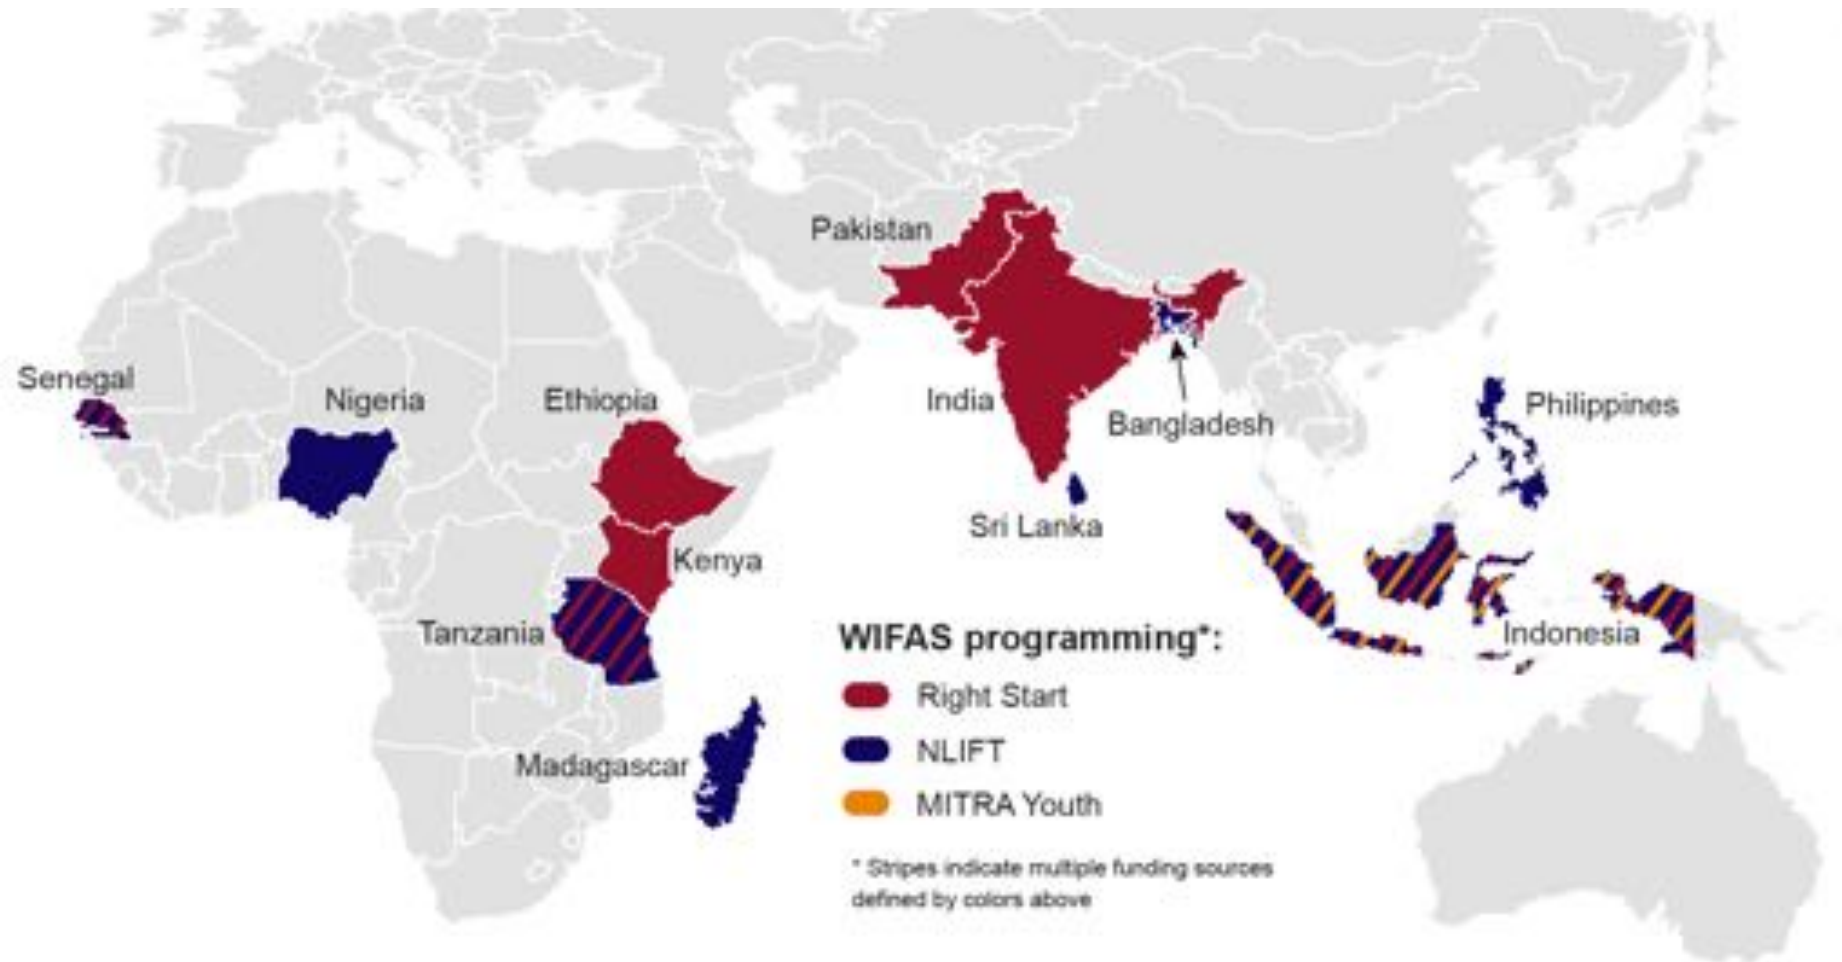 Pakistan
Senegal
Nigeria
Ethiopia
India
Bangladesh
Philippines
Sri Lanka
Kenya
Tanzania
Indonesia
Madagascar
WIFAS programming*:
Right Start
NLIFT
MITRA Youth
* Stripes indicate multiple funding sources
defined by colors above